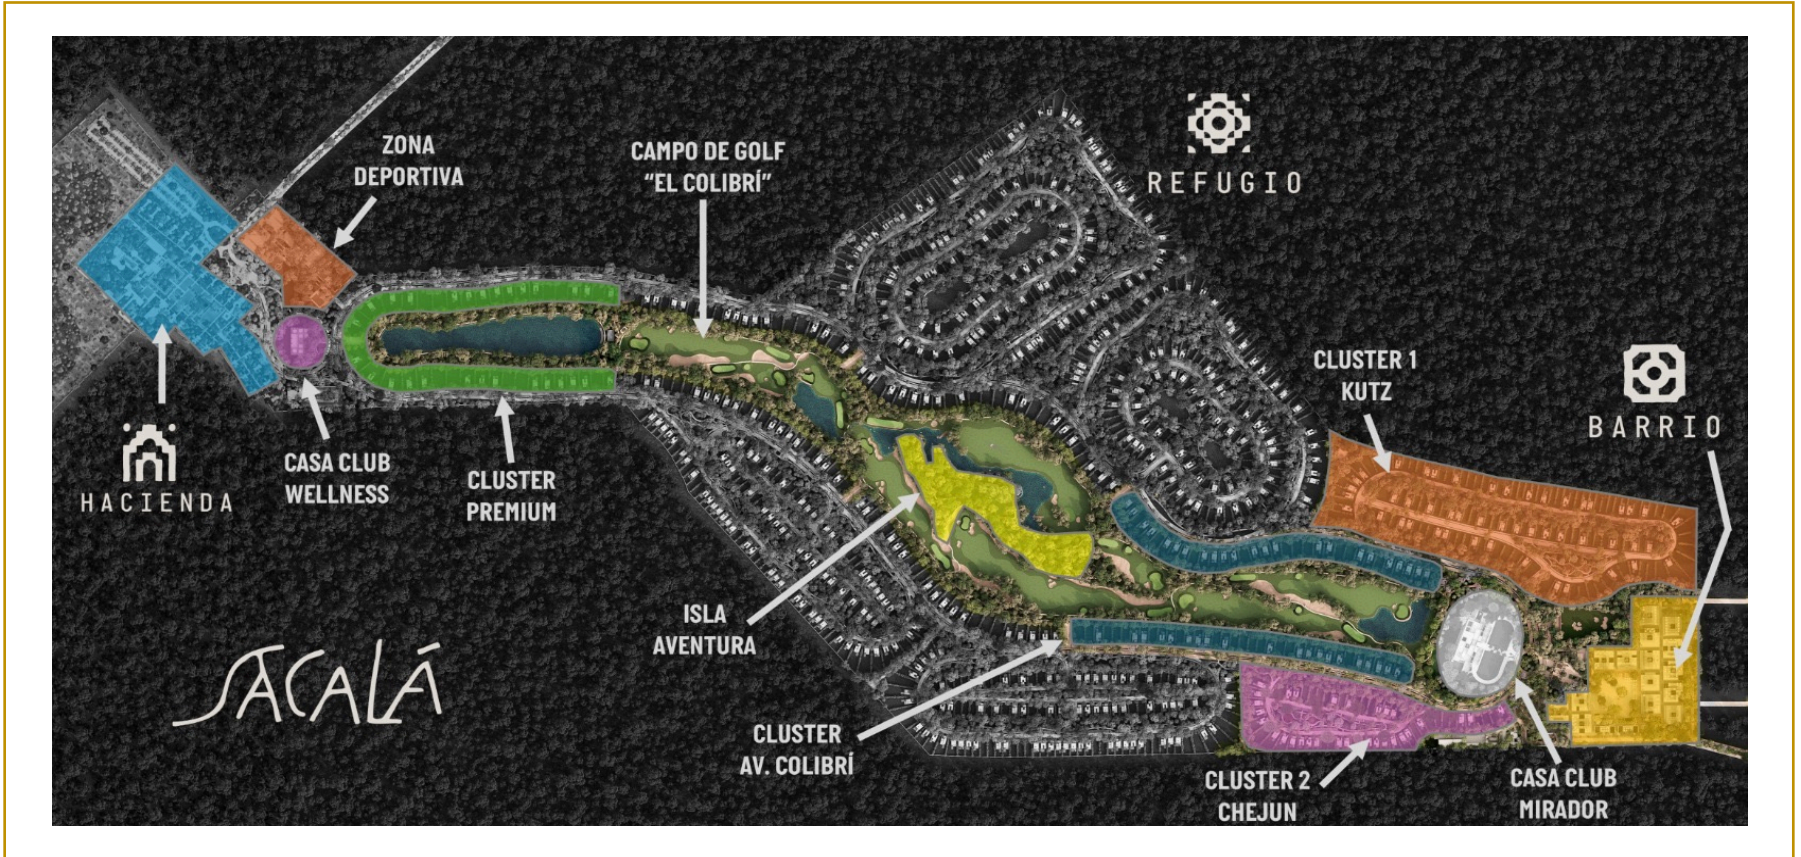 ZONA
DEPORTIVA
CAMPO DE GOLF
“EL COLIBRÍ”
REFUGIO
CLUSTER 1
KUTZ
BARRIO
HACIENDA
CASA CLUB
WELLNESS
CLUSTER
PREMIUM
ISLA
AVENTURA
SACALÁ
CLUSTER
AV. COLIBRÍ
CLUSTER 2
CHEJUN
CASA CLUB
MIRADOR